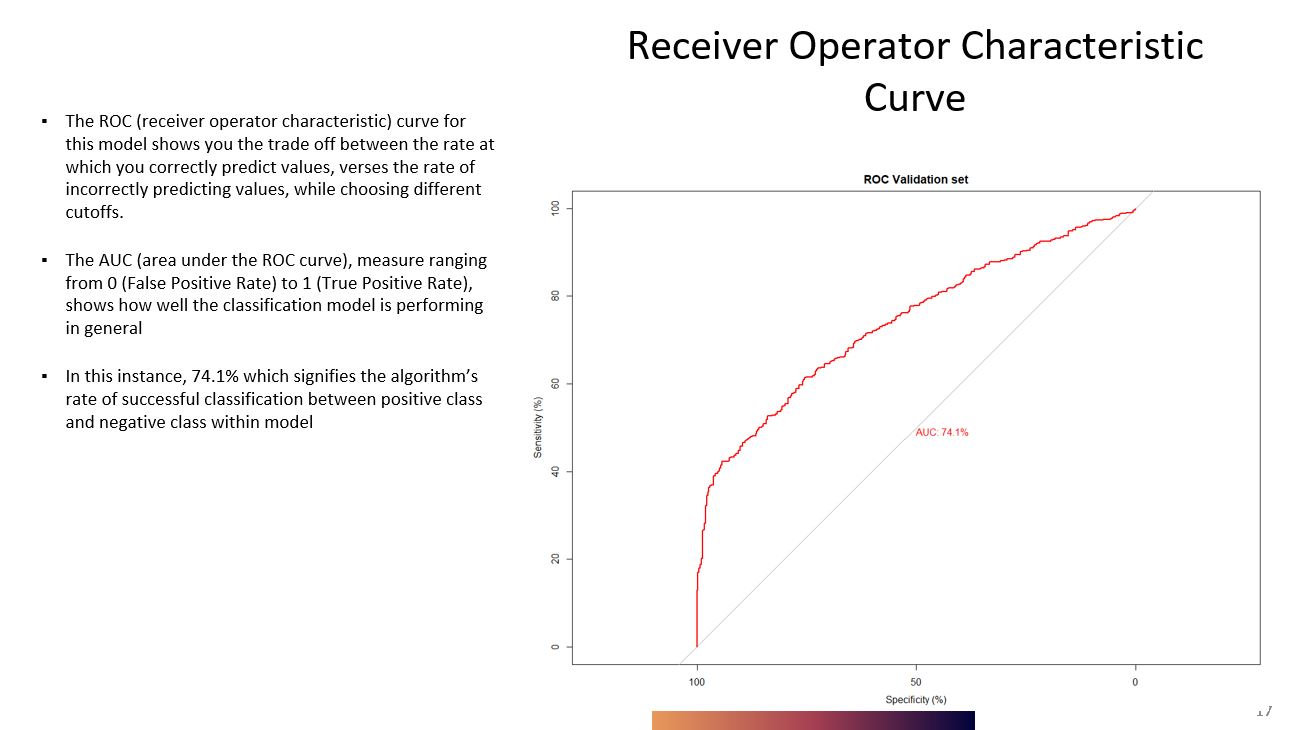 Receiver Operator Characteristic
Curve
▪ The ROC (receiver operator characteristic) curve for
this model shows you the trade off between the rate at
which you correctly predict values, verses the rate of
incorrectly predicting values, while choosing different
cutoffs.
▪ The AUC (area under the ROC curve), measure ranging
from 0 (False Positive Rate) to 1 (True Positive Rate),
shows how well the classification model is performing
in general
▪ In this instance, 74.1% which signifies the algorithm’s
rate of successful classification between positive class
and negative class within model
ROC Validation set
Sensitivity (%)
100
80
60
40
20
0
AUC: 74.1%
100 50 0
Specificity (%)